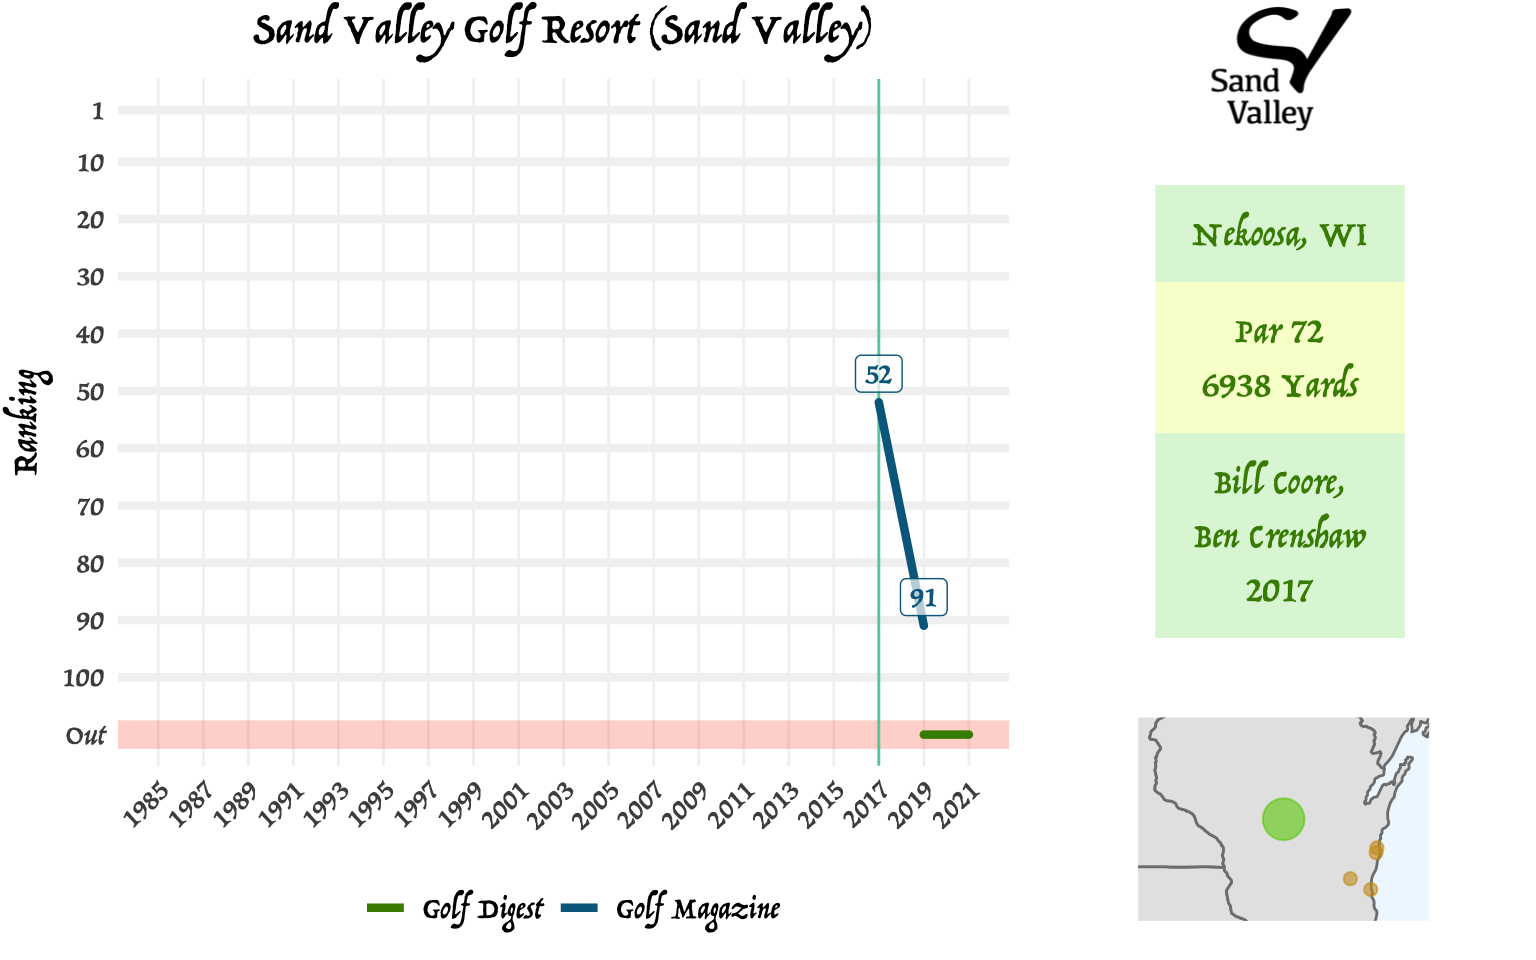 Sand Valley Golf Resort (Sand Valley)
Ranking
1
10
20
30
40
50
60
70
80
90
100
Out
52
91
1985
1987
1989
1991
1993
1995
1997
1999
2001
2003
2005
2007
2009
2011
2013
2015
2017
2019
2021
Golf Digest
Golf Magazine
Sand
Valley
Nekoosa, WI
Par 72
6938 Yards
Bill Coore,
Ben Crenshaw
2017